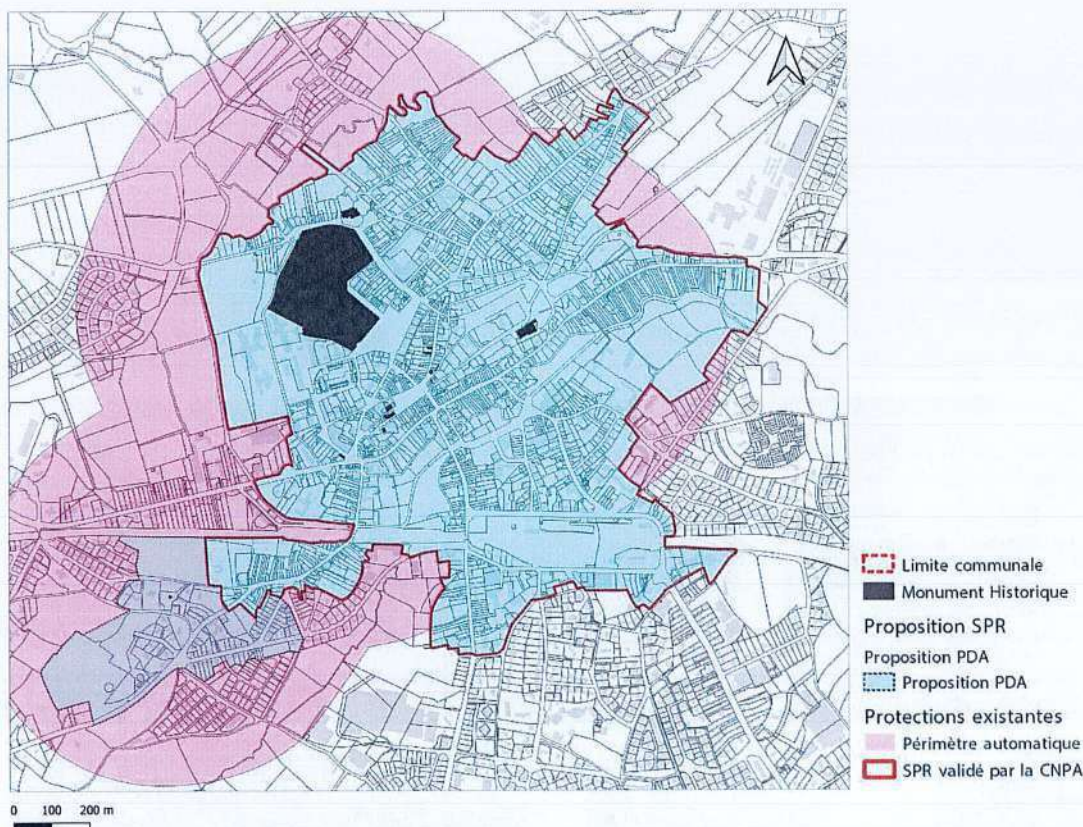 Limite communale
Monument Historique
Proposition SPR
Proposition PDA
Proposition PDA
Protections existantes
Périmètre automatique
SPR validé par la CNPA
0 100 200 m